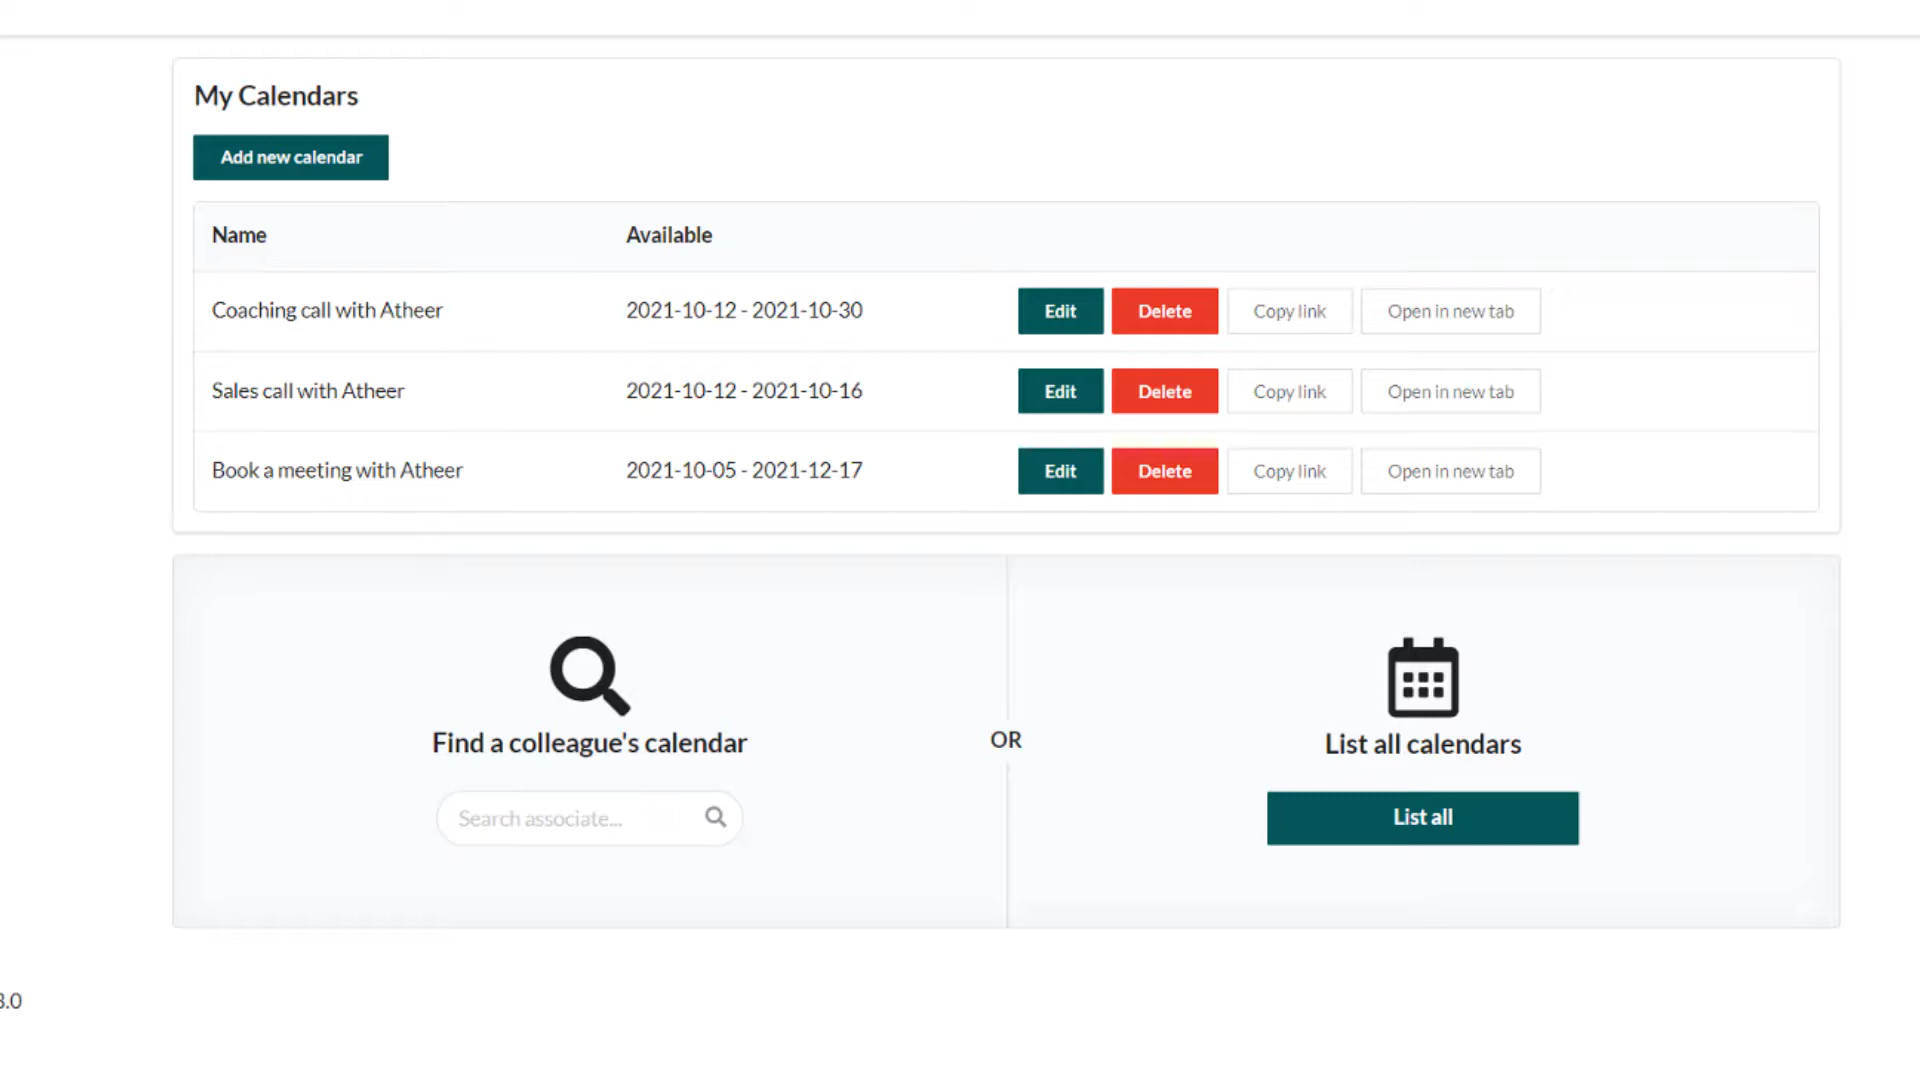 My Calendars
Add new calendar
Name Available
Coaching call with Atheer 2021-10-12 - 2021-10-30 Edit Delete Copy link Open in new tab
Sales call with Atheer 2021-10-12 - 2021-10-16 Edit Delete Copy link Open in new tab
Book a meeting with Atheer 2021-10-05 - 2021-12-17 Edit Delete Copy link Open in new tab
Find a colleague's calendar
Search associate...
OR
List all calendars
List all
3.0